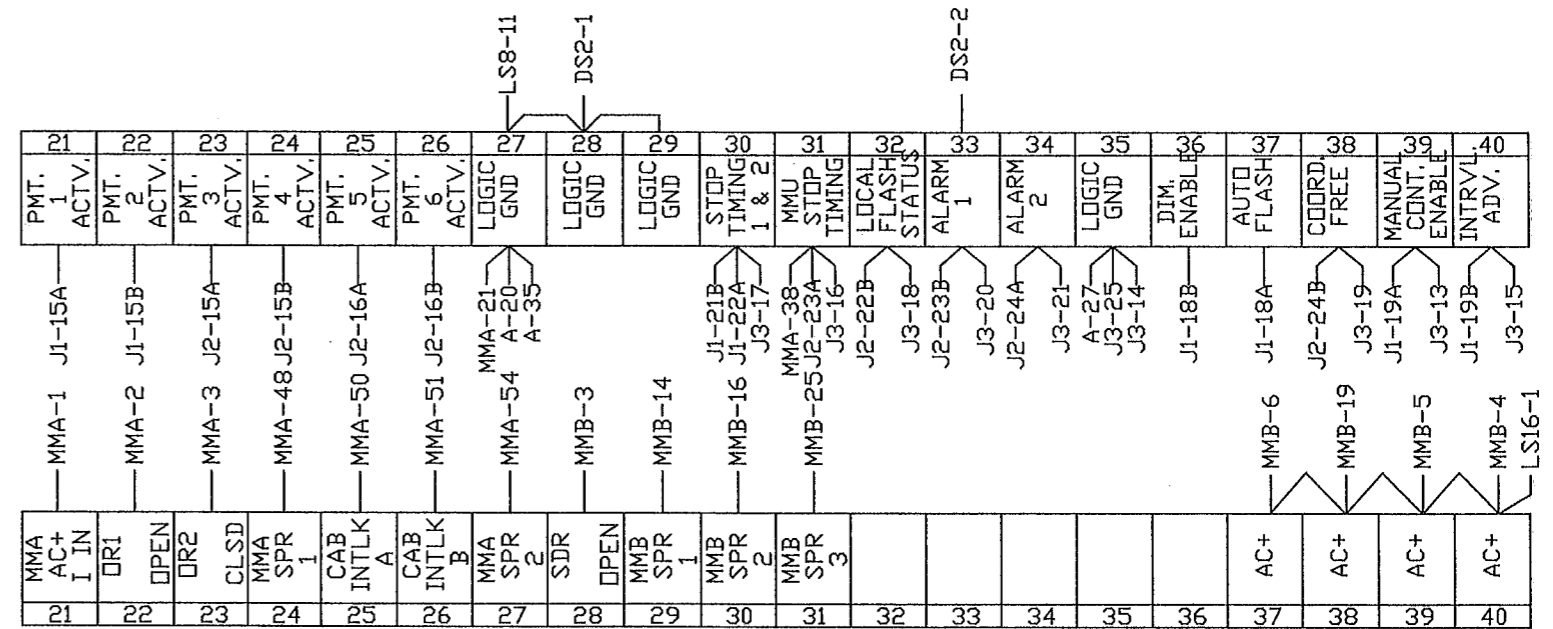 LS8-11
DS2-1
DS2-2
21 22 23 24 25 26 27 28 29 30 31 32 33 34 35 36 37 38 39 40
PMT.
1
ACTV.
PMT.
2
ACTV.
PMT.
3
ACTV.
PMT.
4
ACTV.
PMT.
5
ACTV.
PMT.
6
ACTV.
LOGIC
GND
LOGIC
GND
LOGIC
GND
STOP
TIMING
1 & 2
MMU
STOP
TIMING
LOCAL
FLASH
STATUS
ALARM
1
ALARM
2
LOGIC
GND
DIM.
ENABLE
AUTO
FLASH
COORD.
FREE
MANUAL
CONT.
ENABLE
INTRVL.
ADV.
J1-15A
J1-15B
J2-15A
J2-15B
J2-16A
J2-16B
MMA-21
A-20
A-35
J1-21B
J1-22A
J3-17
MMA-38
J2-23A
J3-16
J2-22B
J3-18
J2-23B
J3-20
J2-24A
J3-21
A-27
J3-25
J3-14
J1-18B
J1-18A
J2-24B
J3-19
J1-19A
J3-13
J1-19B
J3-15
MMA-1
MMA-2
MMA-3
MMA-48
MMA-50
MMA-51
MMA-54
MMB-3
MMB-14
MMB-16
MMB-25
MMB-6
MMB-19
MMB-5
MMB-4
LS16-1
MMA
AC+
I IN
OR1
OPEN
OR2
CLSD
MMA
SPR
1
CAB
INTLK
A
CAB
INTLK
B
MMA
SPR
2
SDR
OPEN
MMB
SPR
1
MMB
SPR
2
MMB
SPR
3
AC+
AC+
AC+
AC+
21 22 23 24 25 26 27 28 29 30 31 32 33 34 35 36 37 38 39 40